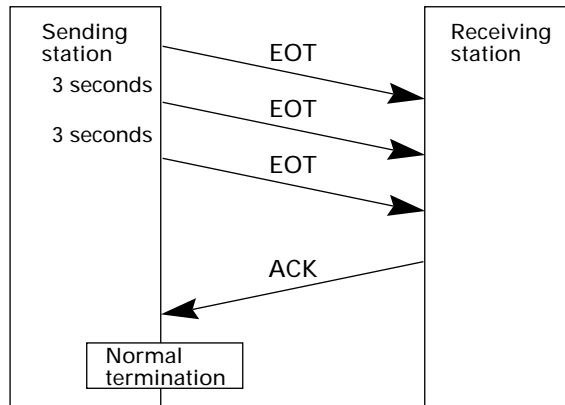 Sending
station
Receiving
station
EOT
3 seconds
EOT
3 seconds
EOT
ACK
Normal
termination